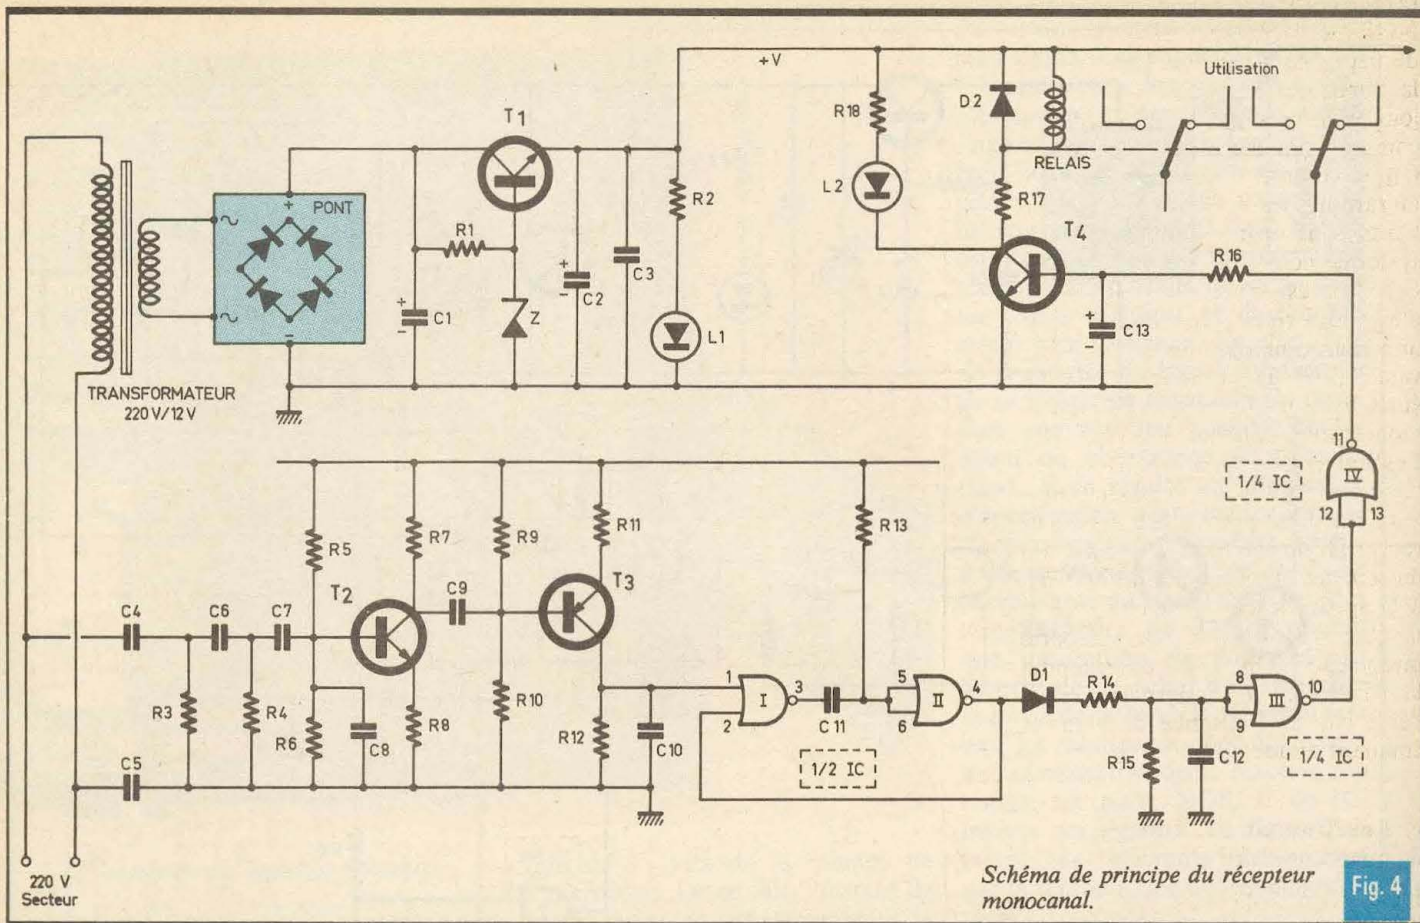 +V
Utilisation
T1
R18
D2
RELAIS
PONT
+
~
~
−
R1
R2
L2
R17
T4
C3
C2
+
−
C1
+
−
Z
L1
R16
C13
+
−
TRANSFORMATEUR
220 V/12 V
11
IV
1/4 IC
12
13
R5
R7
R9
R11
R13
T2
C9
T3
C4
C6
C7
R3
R4
R6
C8
R8
R10
R12
C10
C5
1
2
I
3
C11
5
6
II
4
D1
R14
8
9
III
10
1/2 IC
R15
C12
1/4 IC
220 V
Secteur
Schéma de principe du récepteur
monocanal.
Fig. 4